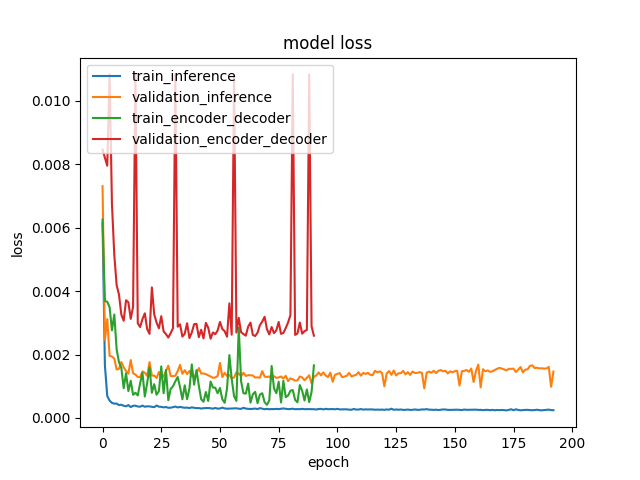 model loss
train_inference
validation_inference
train_encoder_decoder
validation_encoder_decoder
0.010
0.008
0.006
0.004
0.002
0.000
loss
0 25 50 75 100 125 150 175 200
epoch